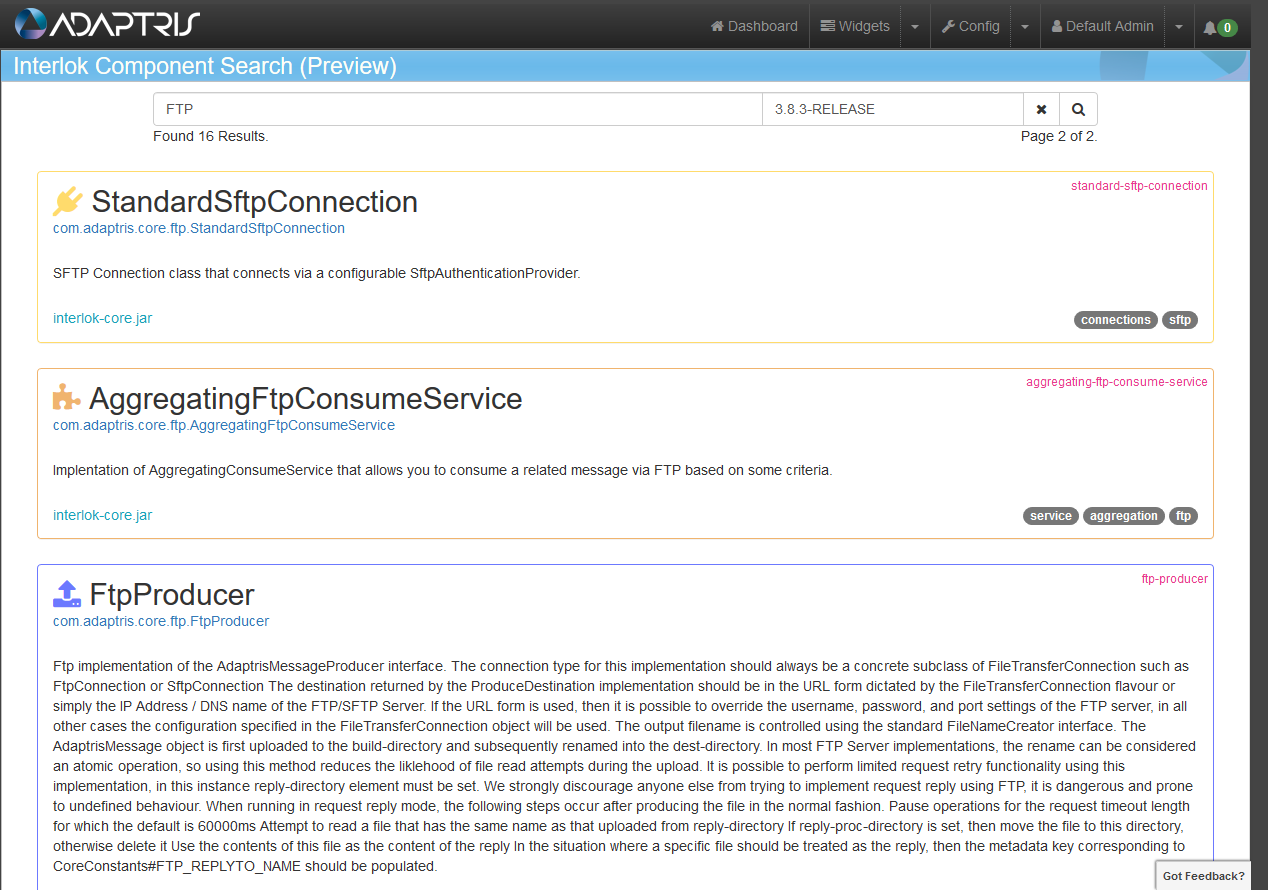 ADAPTRIS
Dashboard
Widgets
Config
Default Admin
0
Interlok Component Search (Preview)
FTP
3.8.3-RELEASE
Found 16 Results.
Page 2 of 2.
StandardSftpConnection
standard-sftp-connection
com.adaptris.core.ftp.StandardSftpConnection
SFTP Connection class that connects via a configurable SftpAuthenticationProvider.
interlok-core.jar
connections
sftp
AggregatingFtpConsumeService
aggregating-ftp-consume-service
com.adaptris.core.ftp.AggregatingFtpConsumeService
Implentation of AggregatingConsumeService that allows you to consume a related message via FTP based on some criteria.
interlok-core.jar
service
aggregation
ftp
FtpProducer
ftp-producer
com.adaptris.core.ftp.FtpProducer
Ftp implementation of the AdaptrisMessageProducer interface. The connection type for this implementation should always be a concrete subclass of FileTransferConnection such as
FtpConnection or SftpConnection The destination returned by the ProduceDestination implementation should be in the URL form dictated by the FileTransferConnection flavour or
simply the IP Address / DNS name of the FTP/SFTP Server. If the URL form is used, then it is possible to override the username, password, and port settings of the FTP server, in all
other cases the configuration specified in the FileTransferConnection object will be used. The output filename is controlled using the standard FileNameCreator interface. The
AdaptrisMessage object is first uploaded to the build-directory and subsequently renamed into the dest-directory. In most FTP Server implementations, the rename can be considered
an atomic operation, so using this method reduces the liklehood of file read attempts during the upload. It is possible to perform limited request retry functionality using this
implementation, in this instance reply-directory element must be set. We strongly discourage anyone else from trying to implement request reply using FTP, it is dangerous and prone
to undefined behaviour. When running in request reply mode, the following steps occur after producing the file in the normal fashion. Pause operations for the request timeout length
for which the default is 60000ms Attempt to read a file that has the same name as that uploaded from reply-directory If reply-proc-directory is set, then move the file to this directory,
otherwise delete it Use the contents of this file as the content of the reply In the situation where a specific file should be treated as the reply, then the metadata key corresponding to
CoreConstants#FTP_REPLYTO_NAME should be populated.
Got Feedback?